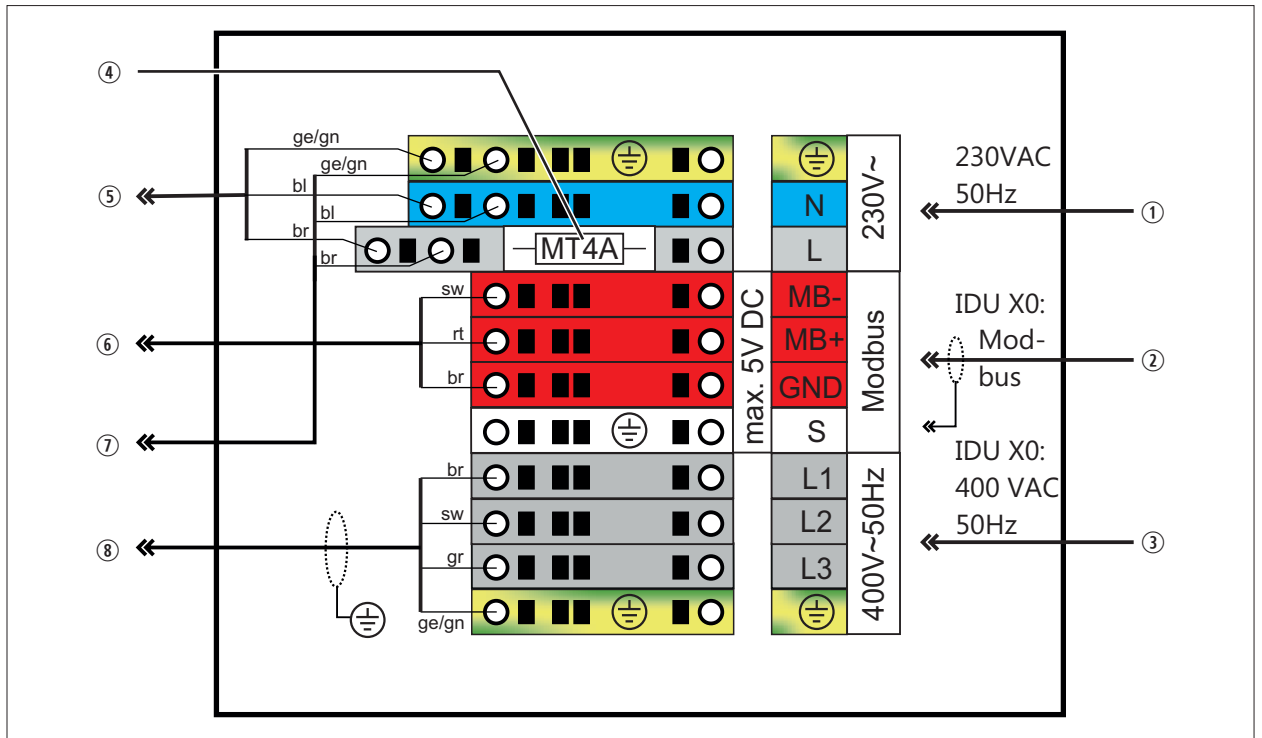 ④
ge/gn
ge/gn
230VAC
50Hz
⑤
bl
N
230V~
①
bl
br
MT4A
L
br
sw
MB-
IDU X0:
Mod-
bus
⑥
rt
MB+
max. 5V DC
Modbus
②
br
GND
⑦
S
IDU X0:
400 VAC
50Hz
br
L1
sw
L2
400V~50Hz
⑧
③
gr
L3
ge/gn